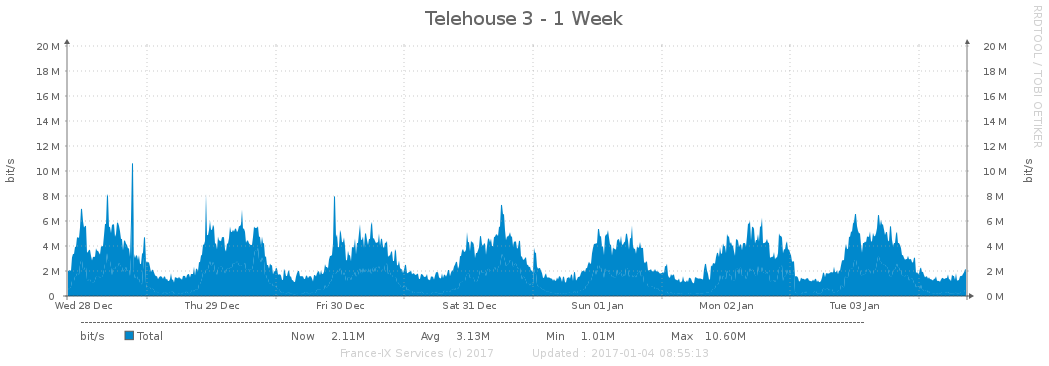 Telehouse 3 - 1 Week
RRDTOOL / TOBI OETIKER
bit/s
bit/s
20 M 20 M
18 M 18 M
16 M 16 M
14 M 14 M
12 M 12 M
10 M 10 M
8 M 8 M
6 M 6 M
4 M 4 M
2 M 2 M
0 0 M
Wed 28 Dec Thu 29 Dec Fri 30 Dec Sat 31 Dec Sun 01 Jan Mon 02 Jan Tue 03 Jan
bit/s Total Now 2.11M Avg 3.13M Min 1.01M Max 10.60M
France-IX Services (c) 2017 Updated : 2017-01-04 08:55:13